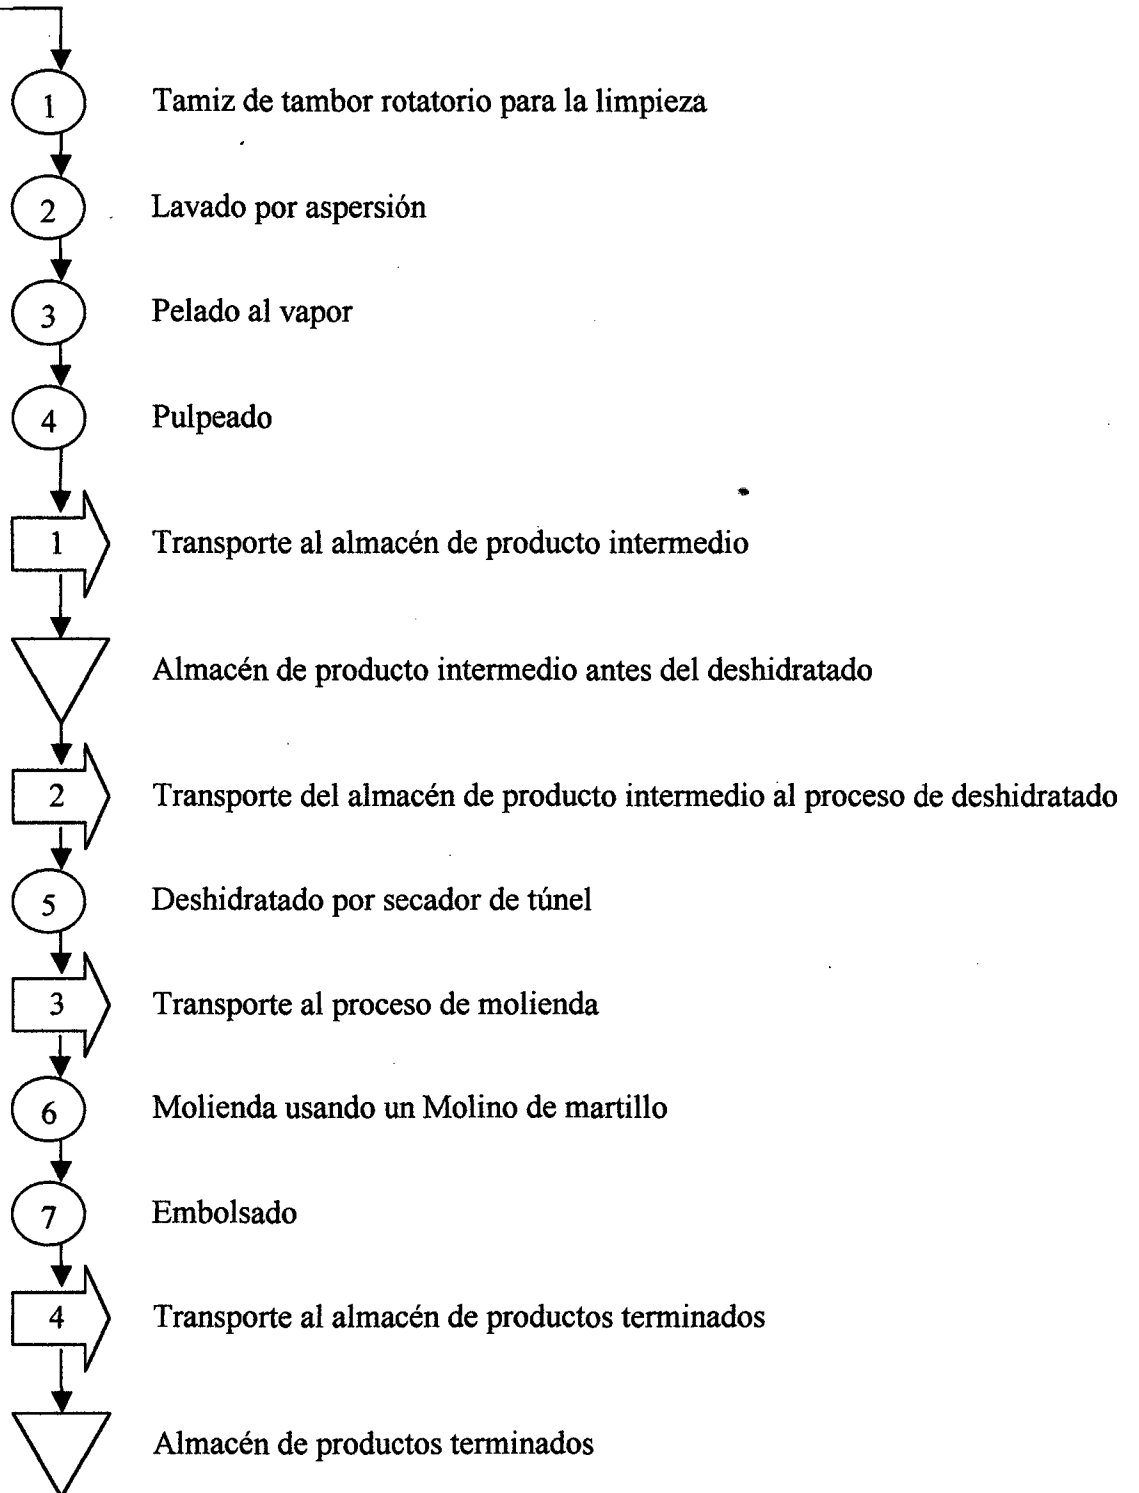 1 Tamiz de tambor rotatorio para la limpieza
2 Lavado por aspersión
3 Pelado al vapor
4 Pulpeado
1 Transporte al almacén de producto intermedio
Almacén de producto intermedio antes del deshidratado
2 Transporte del almacén de producto intermedio al proceso de deshidratado
5 Deshidratado por secador de túnel
3 Transporte al proceso de molienda
6 Molienda usando un Molino de martillo
7 Embolsado
4 Transporte al almacén de productos terminados
Almacén de productos terminados